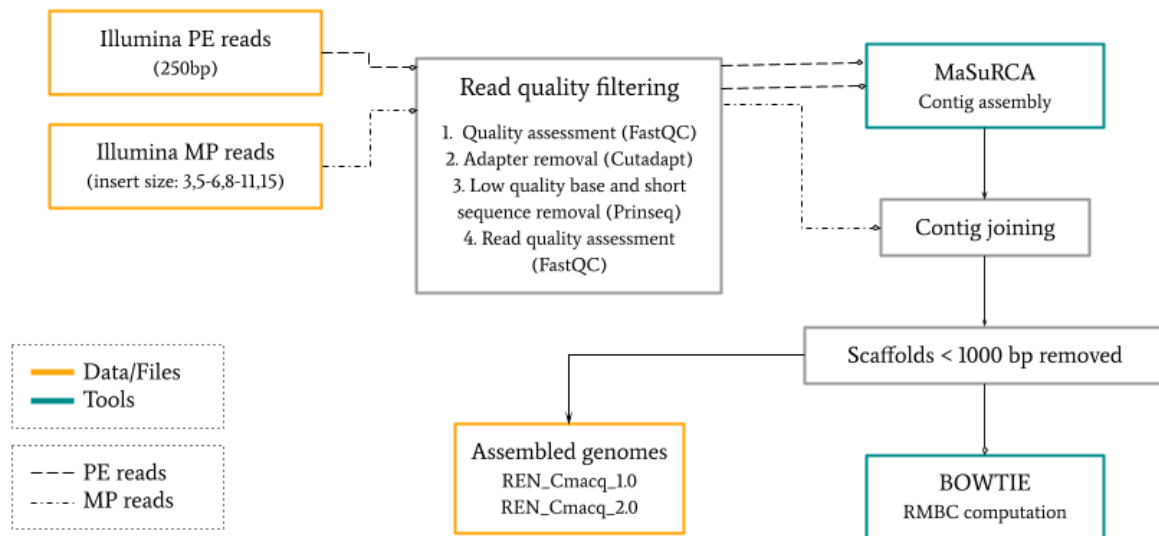 Illumina PE reads
(250bp)
Illumina MP reads
(insert size: 3,5-6,8-11,15)
Read quality filtering
1. Quality assessment (FastQC)
2. Adapter removal (Cutadapt)
3. Low quality base and short
sequence removal (Prinseq)
4. Read quality assessment
(FastQC)
MaSuRCA
Contig assembly
Contig joining
Scaffolds < 1000 bp removed
Assembled genomes
REN_Cmacq_1.0
REN_Cmacq_2.0
BOWTIE
RMBC computation
Data/Files
Tools
PE reads
MP reads